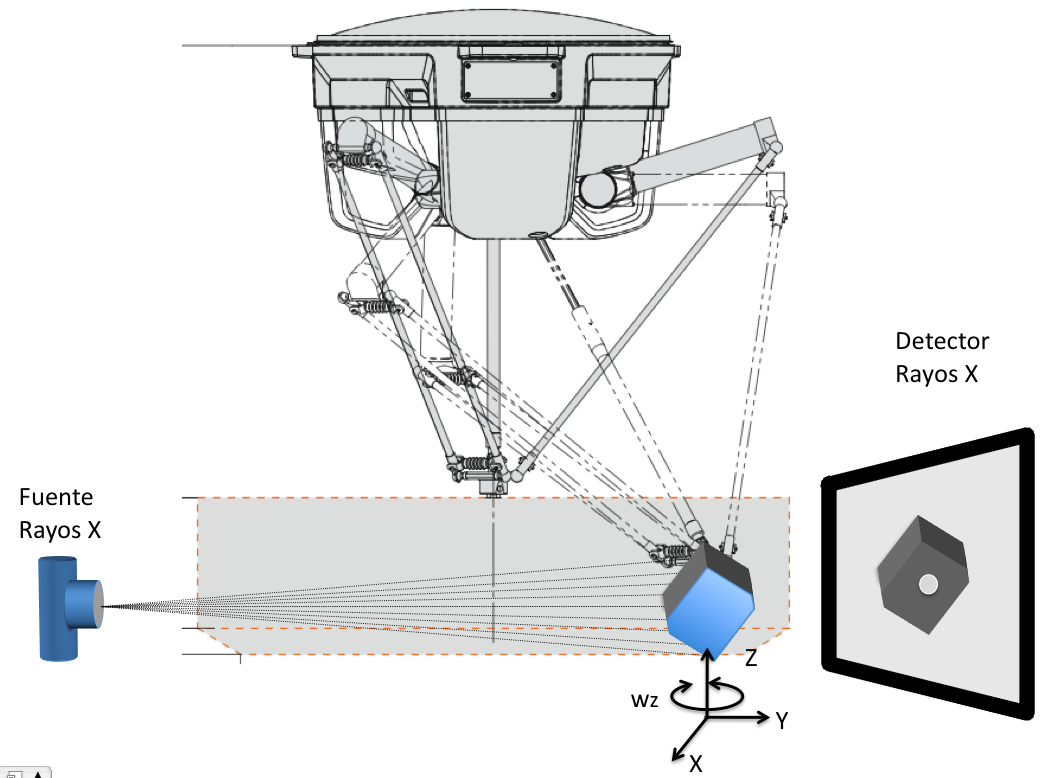 Detector
Rayos X
Fuente
Rayos X
Z
wz
Y
X